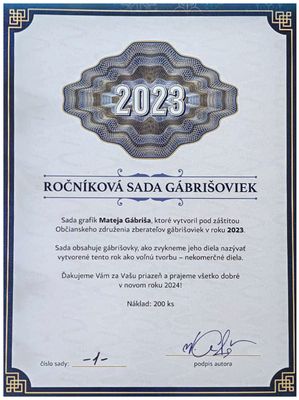 2023
ROČNÍKOVÁ SADA GÁBRIŠOVIEK
Sada grafik Mateja Gábriša, ktoré vytvoril pod záštitou
Občianskeho združenia zberateľov gábrišoviek v roku 2023.
Sada obsahuje gábrišovky, ako zvykneme jeho diela nazývať
vytvorené tento rok ako voľnú tvorbu – nekomerčné diela.
Ďakujeme Vám za Vašu priazeň a prajeme všetko dobré
v novom roku 2024!
Náklad: 200 ks
číslo sady: -1-
podpis autora